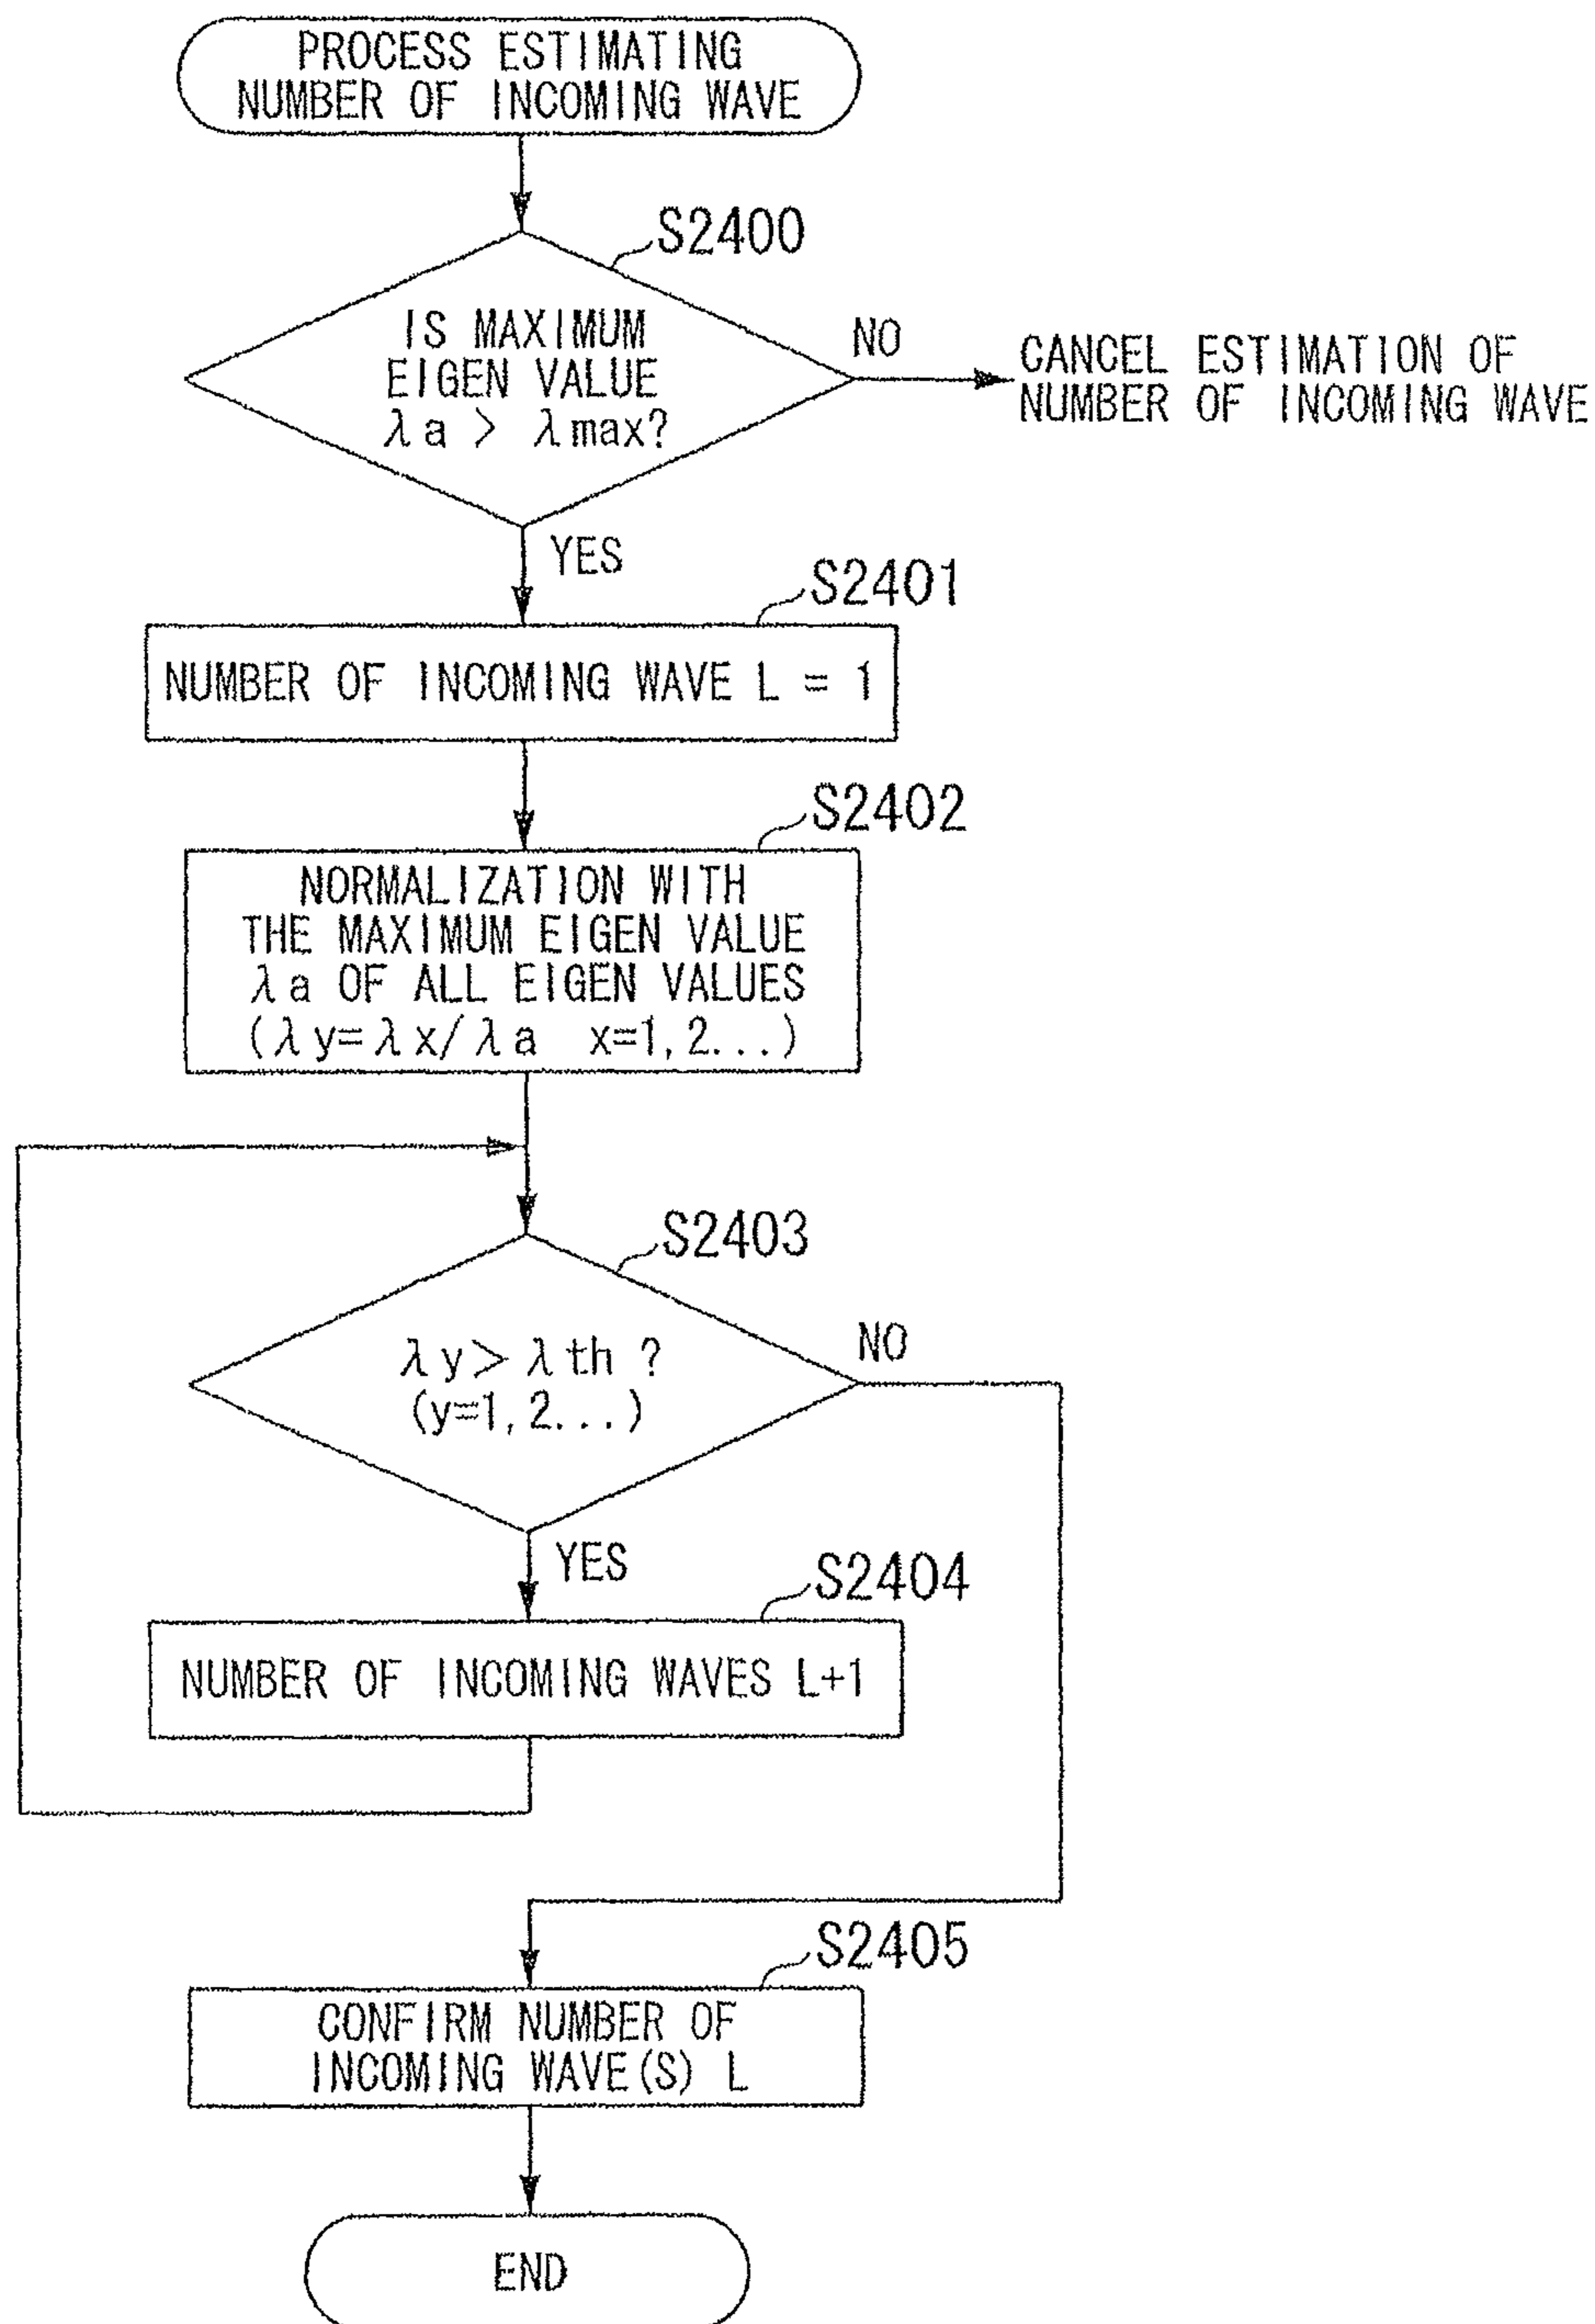 PROCESS ESTIMATING
NUMBER OF INCOMING WAVE
S2400
IS MAXIMUM
EIGEN VALUE
λa > λmax?
NO
CANCEL ESTIMATION OF
NUMBER OF INCOMING WAVE
YES
S2401
NUMBER OF INCOMING WAVE L = 1
S2402
NORMALIZATION WITH
THE MAXIMUM EIGEN VALUE
λa OF ALL EIGEN VALUES
(λy=λx/λa x=1,2...)
S2403
λy>λth ?
(y=1,2...)
NO
YES
S2404
NUMBER OF INCOMING WAVES L+1
S2405
CONFIRM NUMBER OF
INCOMING WAVE(S) L
END